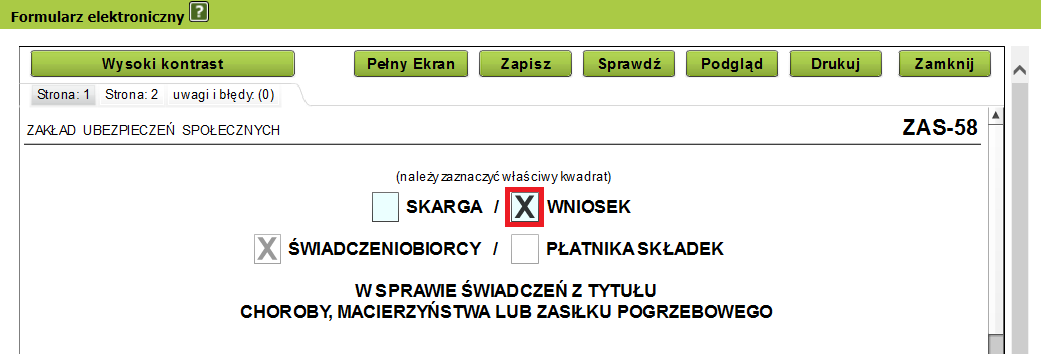 Formularz elektroniczny ?
Wysoki kontrast Pełny Ekran Zapisz Sprawdź Podgląd Drukuj Zamknij
Strona: 1 Strona: 2 uwagi i błędy: (0)
ZAKŁAD UBEZPIECZEŃ SPOŁECZNYCH ZAS-58
(należy zaznaczyć właściwy kwadrat)
SKARGA / X WNIOSEK
X ŚWIADCZENIOBIORCY / PŁATNIKA SKŁADEK
W SPRAWIE ŚWIADCZEŃ Z TYTUŁU
CHOROBY, MACIERZYŃSTWA LUB ZASIŁKU POGRZEBOWEGO